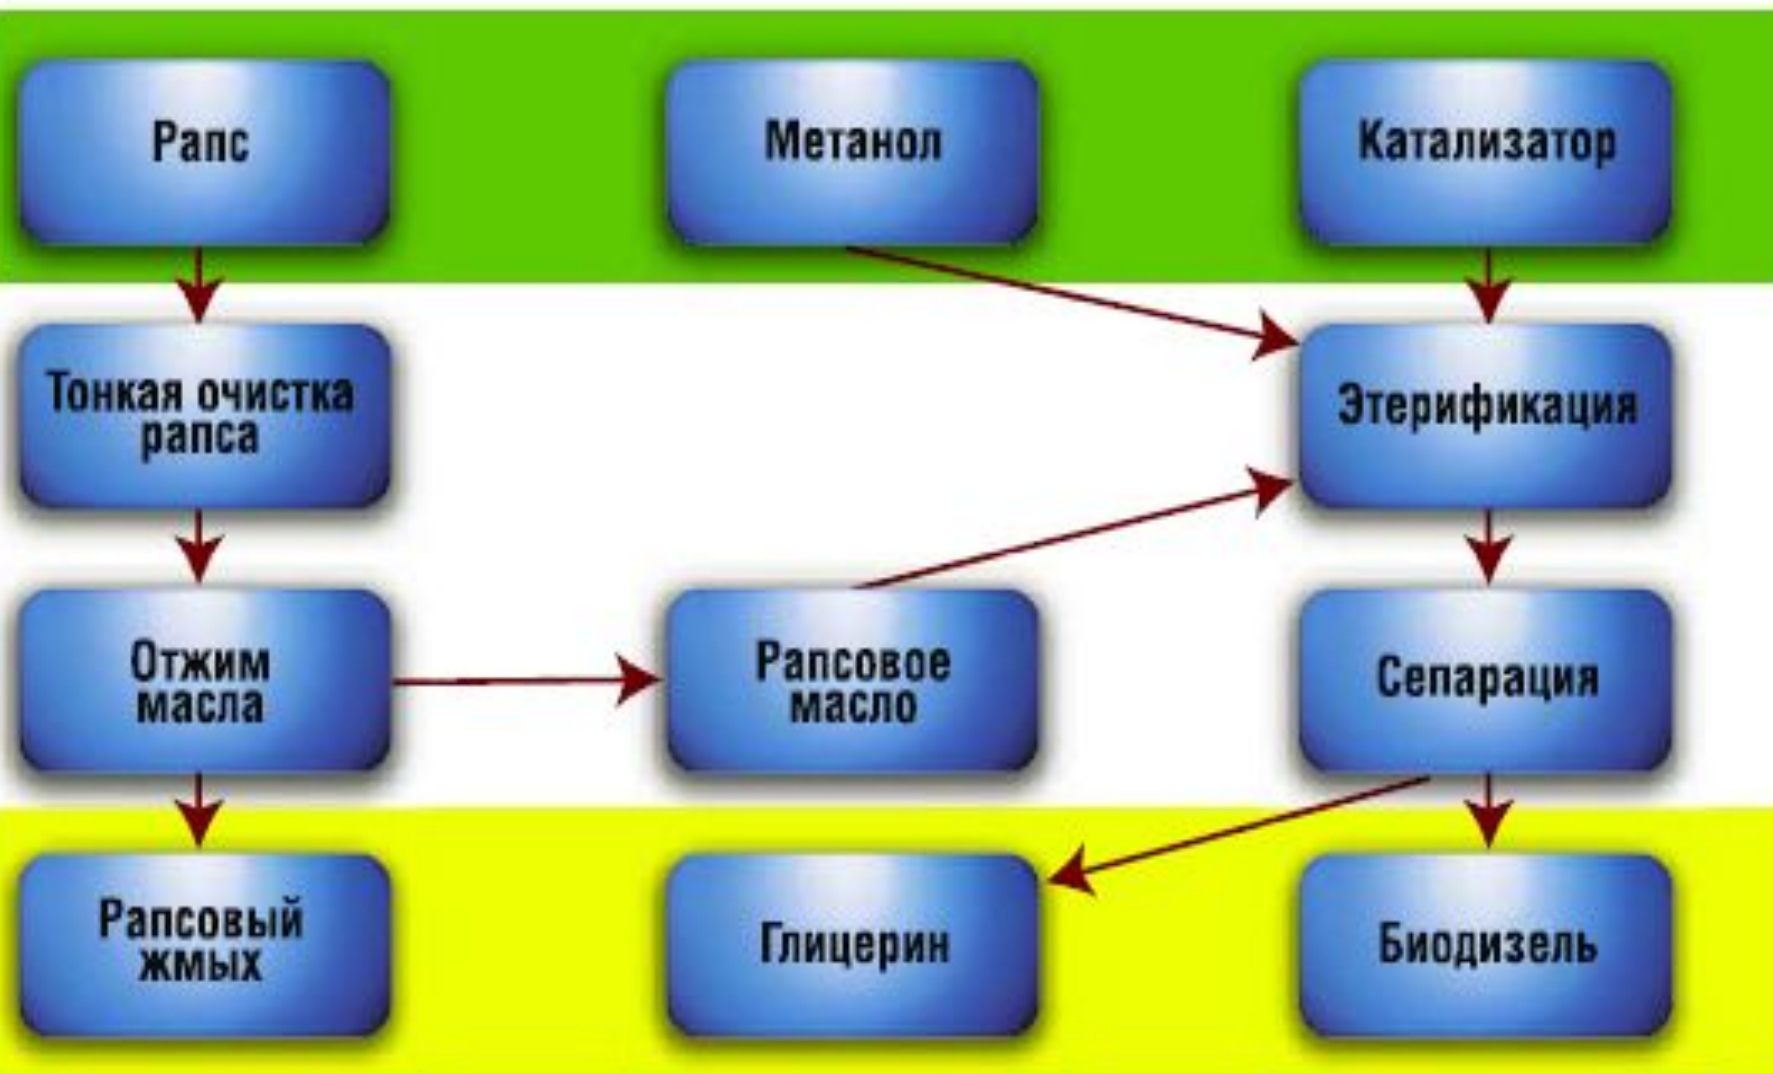 Рапс
Метанол
Катализатор
Тонкая очистка
рапса
Этерификация
Отжим
масла
Рапсовое
масло
Сепарация
Рапсовый
жмых
Глицерин
Биодизель